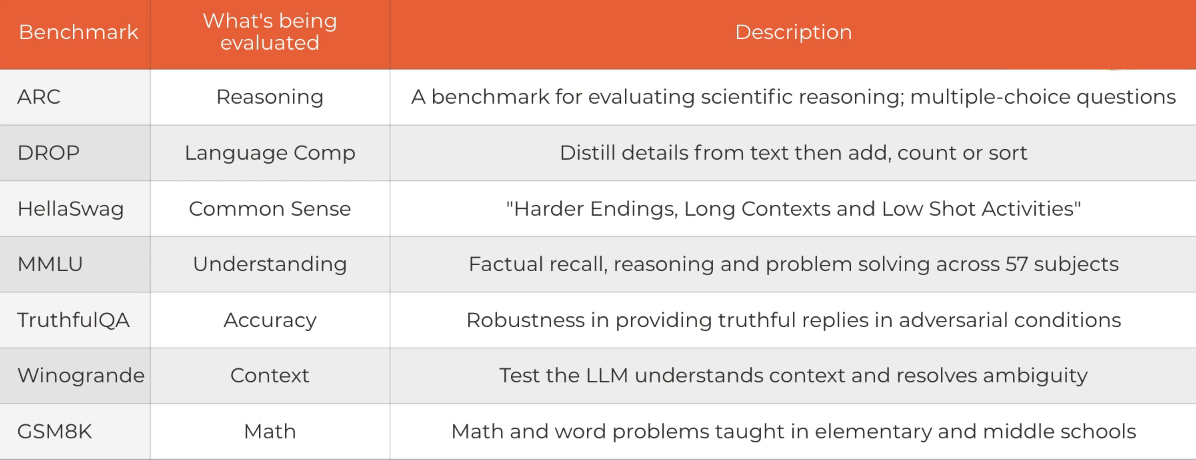 Benchmark What's being evaluated Description
ARC Reasoning A benchmark for evaluating scientific reasoning; multiple-choice questions
DROP Language Comp Distill details from text then add, count or sort
HellaSwag Common Sense "Harder Endings, Long Contexts and Low Shot Activities"
MMLU Understanding Factual recall, reasoning and problem solving across 57 subjects
TruthfulQA Accuracy Robustness in providing truthful replies in adversarial conditions
Winogrande Context Test the LLM understands context and resolves ambiguity
GSM8K Math Math and word problems taught in elementary and middle schools